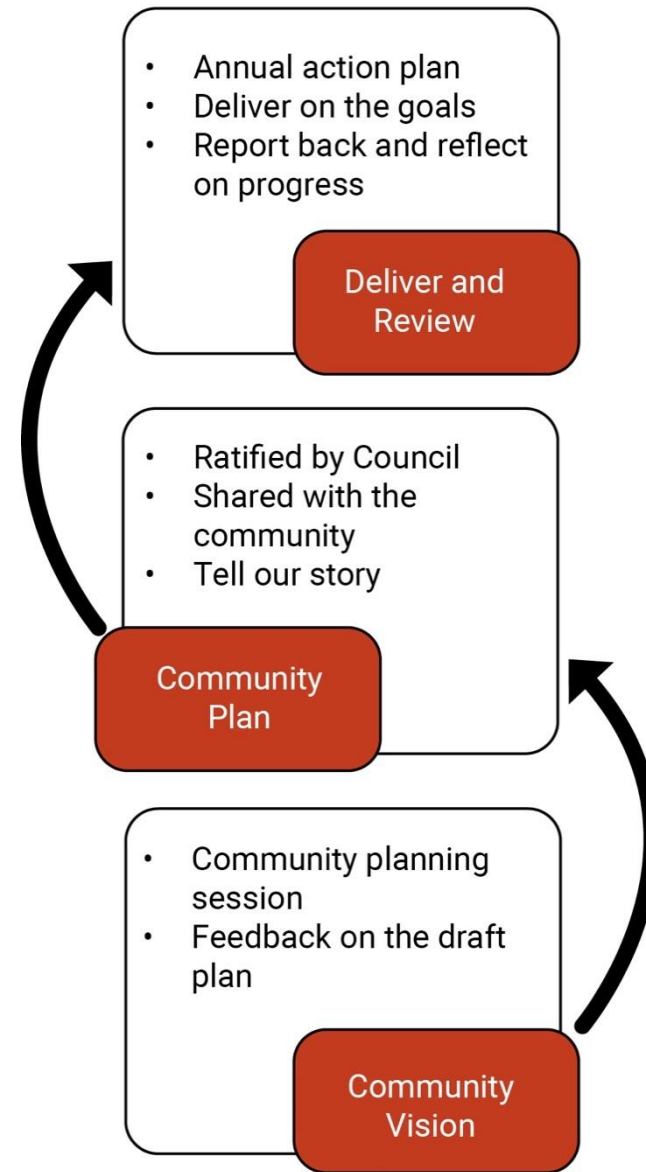 • Annual action plan
• Deliver on the goals
• Report back and reflect
on progress
Deliver and
Review
• Ratified by Council
• Shared with the
community
• Tell our story
Community
Plan
• Community planning
session
• Feedback on the draft
plan
Community
Vision